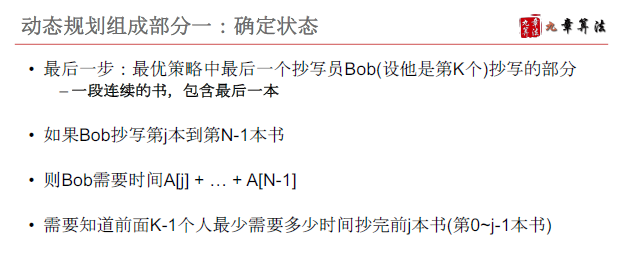 动态规划组成部分一：确定状态
九章算法
• 最后一步：最优策略中最后一个抄写员Bob(设他是第K个)抄写的部分
– 一段连续的书，包含最后一本
• 如果Bob抄写第j本到第N-1本书
• 则Bob需要时间A[j] + … + A[N-1]
• 需要知道前面K-1个人最少需要多少时间抄完前j本书(第0~j-1本书)